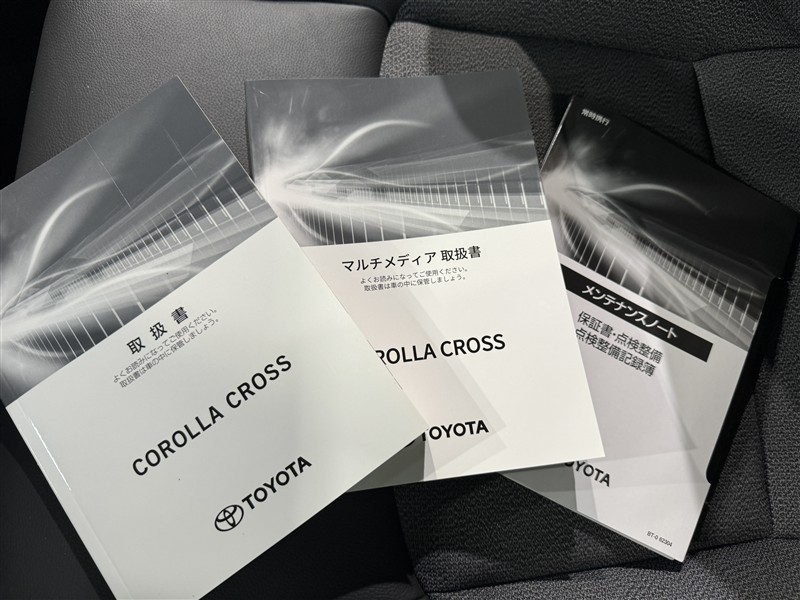 取扱書
よくお読みになってご使用ください。
取扱書は車の中に保管しましょう。
COROLLA CROSS
TOYOTA
マルチメディア 取扱書
よくお読みになってご使用ください。
取扱書は車の中に保管しましょう。
ROLLA CROSS
TOYOTA
常時携行
メンテナンスノート
保証書・点検整備
点検整備記録簿
OYOTA